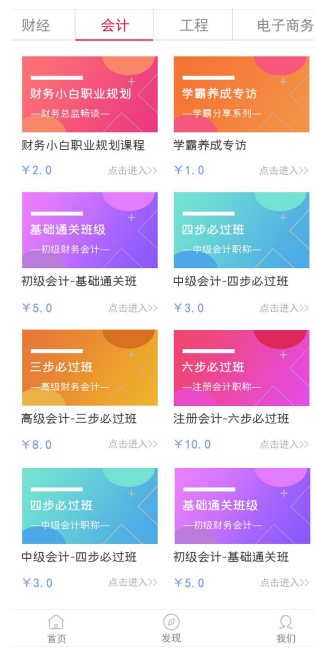 财经 会计 工程 电子商务
财务小白职业规划
—财务总监畅谈—
学霸养成专访
—学霸分享系列—
财务小白职业规划课程
学霸养成专访
￥2.0 点击进入>>
￥1.0 点击进入>>
基础通关班级
—初级财务会计—
四步必过班
—中级会计职称—
初级会计-基础通关班
中级会计-四步必过班
￥5.0 点击进入>>
￥3.0 点击进入>>
三步必过班
—高级财务会计—
六步必过班
—注册会计职称—
高级会计-三步必过班
注册会计-六步必过班
￥8.0 点击进入>>
￥10.0 点击进入>>
四步必过班
—中级会计职称—
基础通关班级
—初级财务会计—
中级会计-四步必过班
初级会计-基础通关班
￥3.0 点击进入>>
￥5.0 点击进入>>
首页 发现 我们